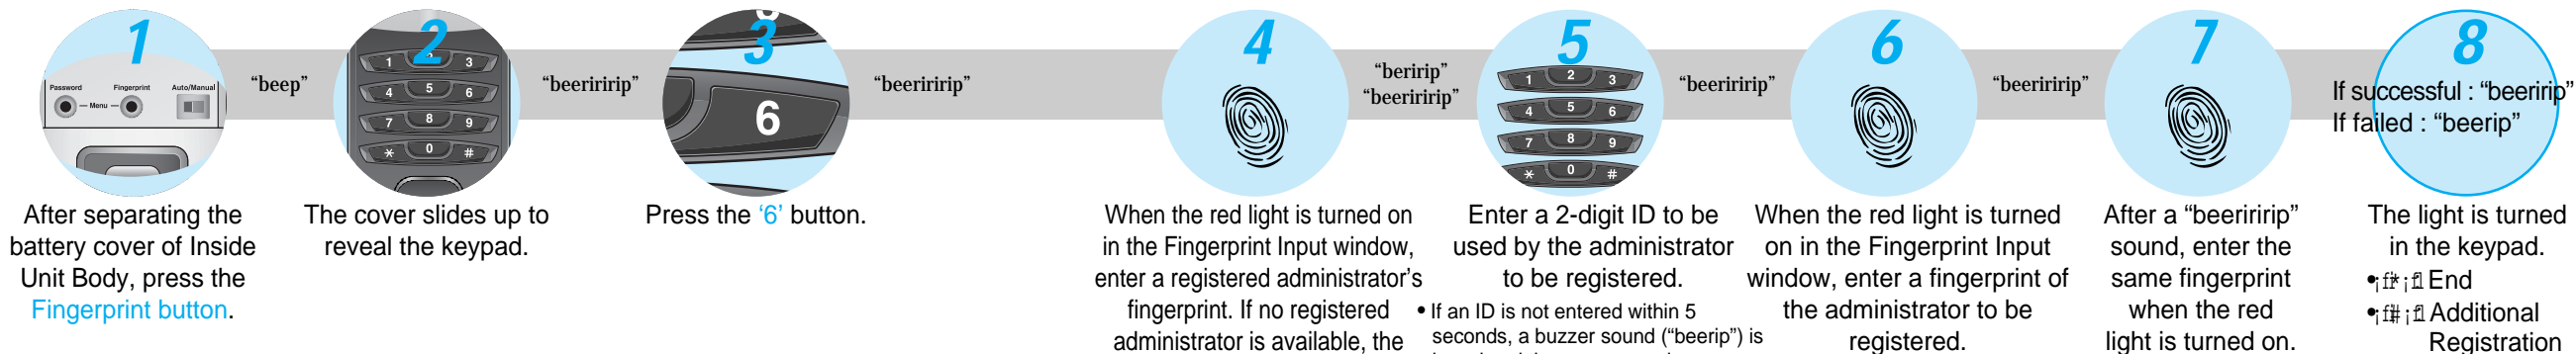 1
Password Fingerprint Auto/Manual
Menu
“beep”
After separating the
battery cover of Inside
Unit Body, press the
Fingerprint button.
2
1 3
4 5 6
7 8 9
* 0 #
“beeriririp”
The cover slides up to
reveal the keypad.
3
6
“beeriririp”
Press the ‘6’ button.
4
“beririp”
“beeriririp”
When the red light is turned on
in the Fingerprint Input window,
enter a registered administrator’s
fingerprint. If no registered
administrator is available, the
5
1 2 3
4 5 6
7 8 9
* 0 #
“beeriririp”
Enter a 2-digit ID to be
used by the administrator
to be registered.
• If an ID is not entered within 5
seconds, a buzzer sound (“beerip”) is
6
“beeriririp”
When the red light is turned
on in the Fingerprint Input
window, enter a fingerprint of
the administrator to be
registered.
7
After a “beeriririp”
sound, enter the
same fingerprint
when the red
light is turned on.
8
If successful : “beeririp”
If failed : “beerip”
The light is turned
in the keypad.
• End
• Additional
Registration